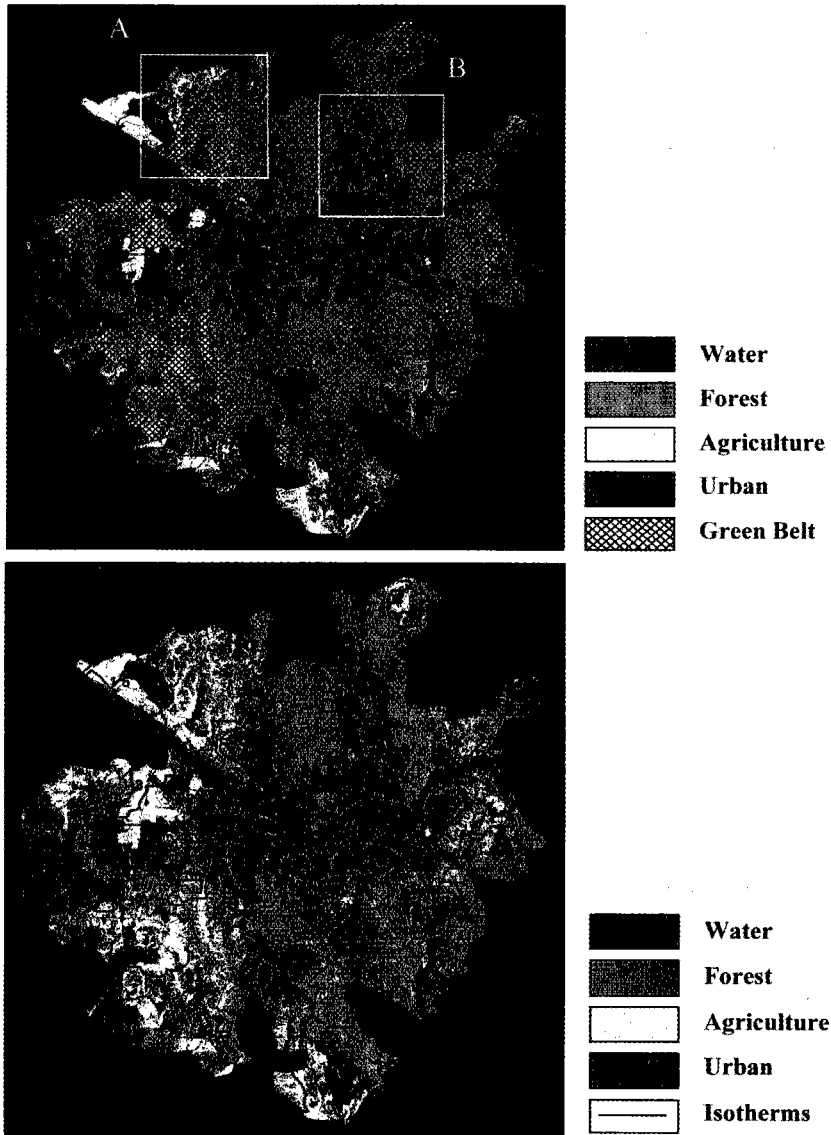 A
B
Water
Forest
Agriculture
Urban
Green Belt
Water
Forest
Agriculture
Urban
Isotherms